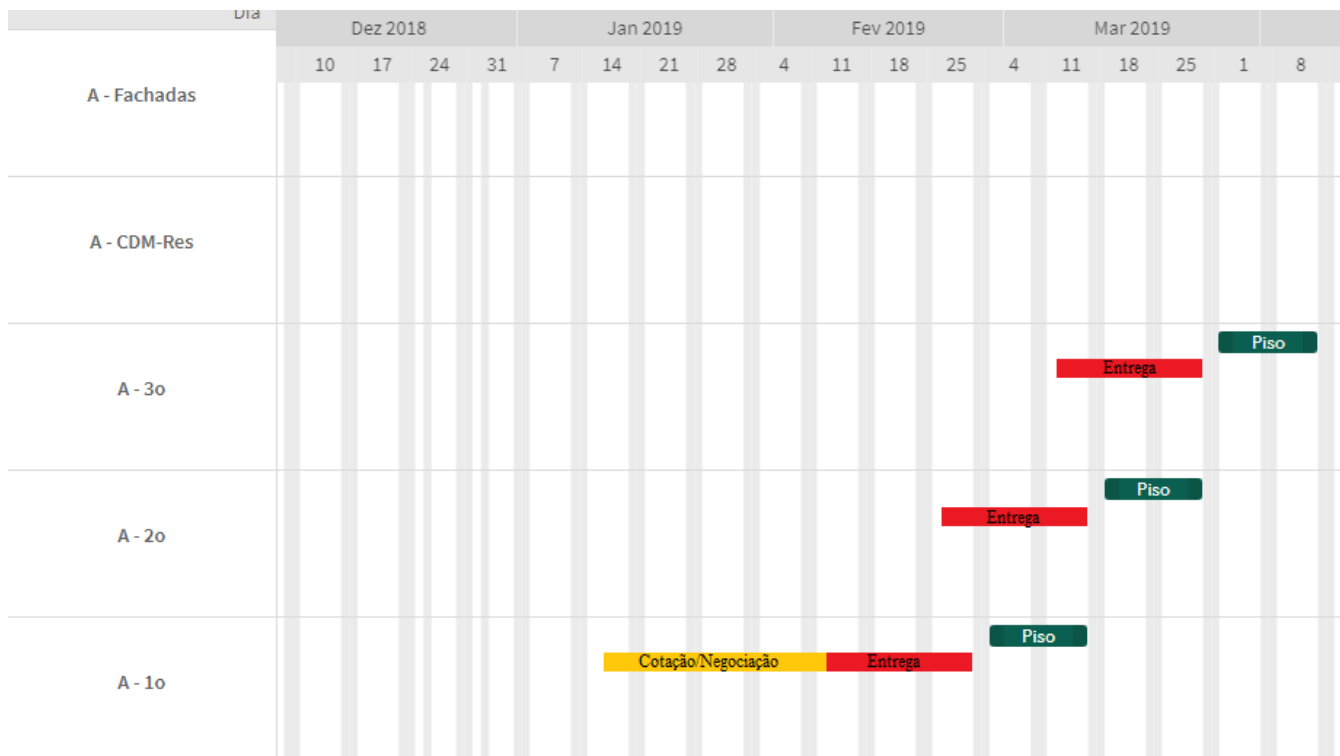 Dia
Dez 2018 Jan 2019 Fev 2019 Mar 2019
10 17 24 31 7 14 21 28 4 11 18 25 4 11 18 25 1 8
A - Fachadas
A - CDM-Res
Piso
Entrega
A - 3o
Piso
Entrega
A - 2o
Piso
Cotação/Negociação Entrega
A - 1o